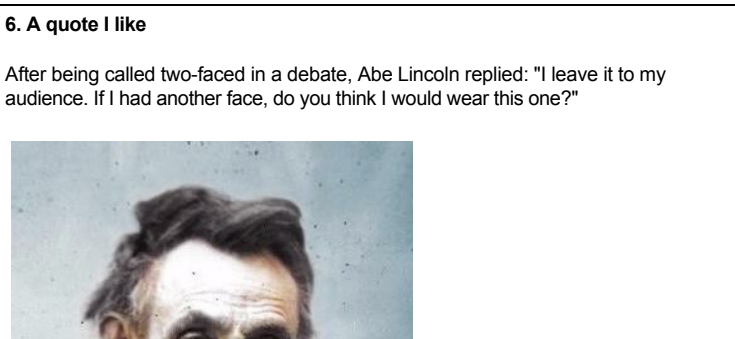 6. A quote I like
After being called two-faced in a debate, Abe Lincoln replied: "I leave it to my
audience. If I had another face, do you think I would wear this one?"